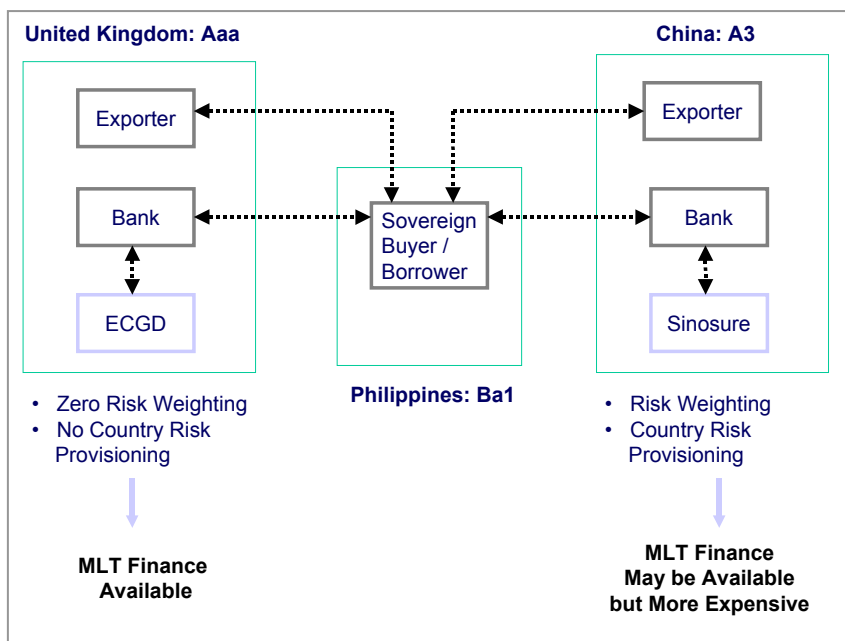 United Kingdom: Aaa
China: A3
Exporter
Exporter
Bank
Sovereign
Buyer /
Borrower
Bank
ECGD
Sinosure
Philippines: Ba1
• Zero Risk Weighting
• No Country Risk
Provisioning
• Risk Weighting
• Country Risk
Provisioning
MLT Finance
Available
MLT Finance
May be Available
but More Expensive